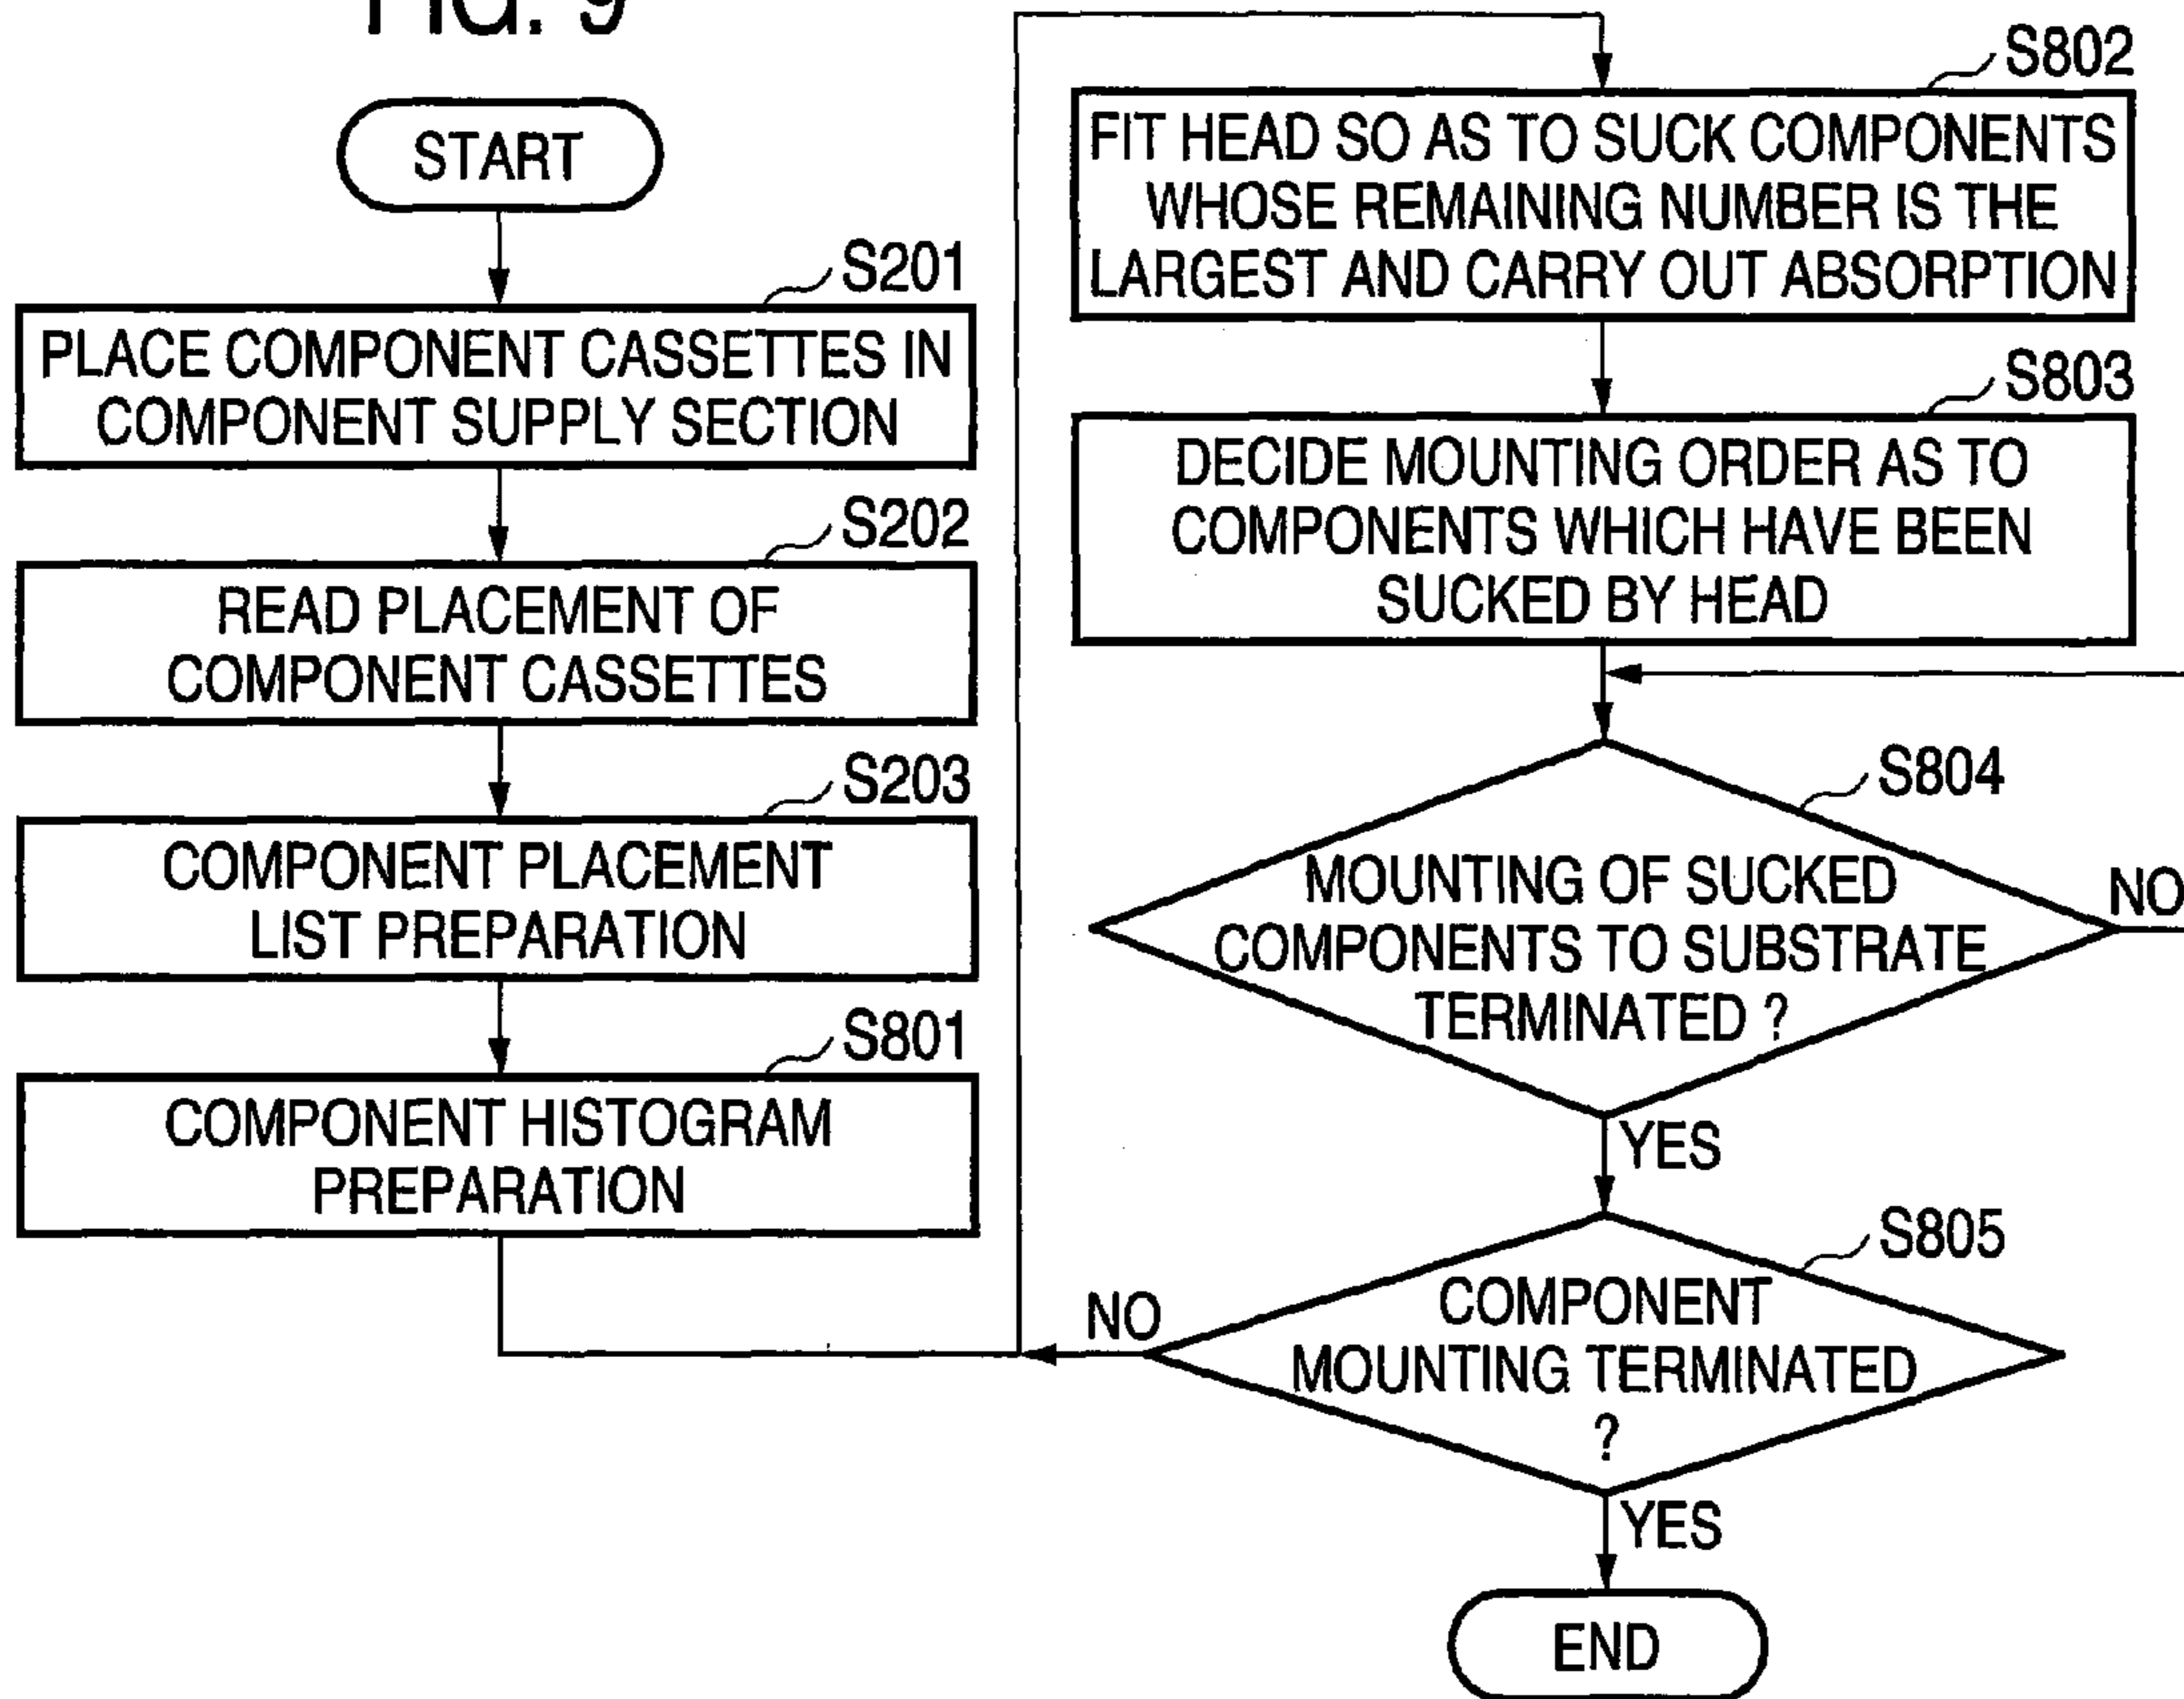 FIG. 9
START
S201
PLACE COMPONENT CASSETTES IN
COMPONENT SUPPLY SECTION
S202
READ PLACEMENT OF
COMPONENT CASSETTES
S203
COMPONENT PLACEMENT
LIST PREPARATION
S801
COMPONENT HISTOGRAM
PREPARATION
S802
FIT HEAD SO AS TO SUCK COMPONENTS
WHOSE REMAINING NUMBER IS THE
LARGEST AND CARRY OUT ABSORPTION
S803
DECIDE MOUNTING ORDER AS TO
COMPONENTS WHICH HAVE BEEN
SUCKED BY HEAD
S804
MOUNTING OF SUCKED
COMPONENTS TO SUBSTRATE
TERMINATED ?
NO
YES
S805
COMPONENT
MOUNTING TERMINATED
?
NO
YES
END